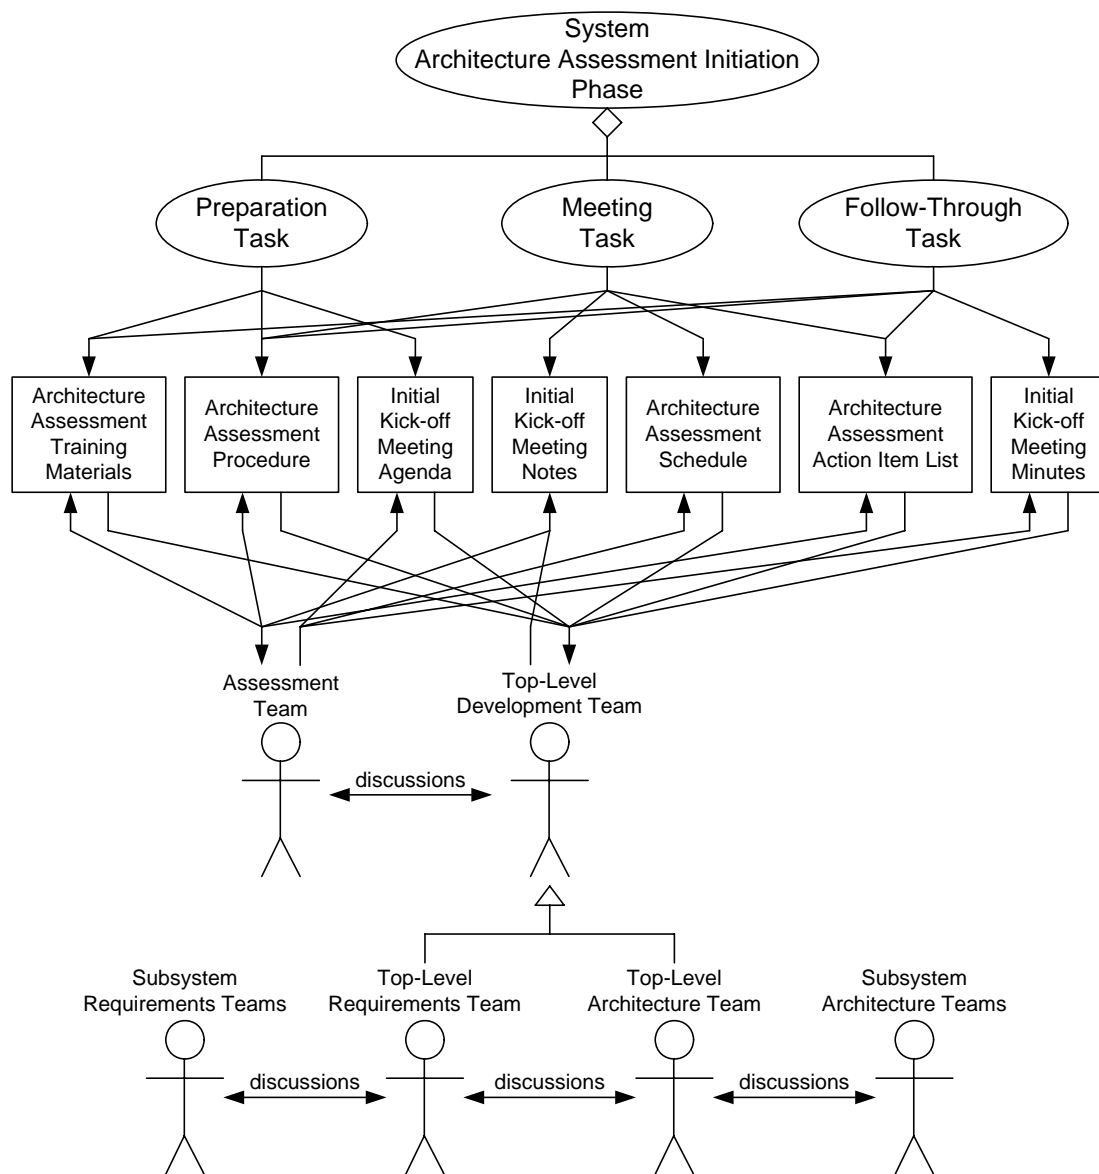 System
Architecture Assessment Initiation
Phase
Preparation
Task
Meeting
Task
Follow-Through
Task
Architecture
Assessment
Training
Materials
Architecture
Assessment
Procedure
Initial
Kick-off
Meeting
Agenda
Initial
Kick-off
Meeting
Notes
Architecture
Assessment
Schedule
Architecture
Assessment
Action Item List
Initial
Kick-off
Meeting
Minutes
Assessment
Team
Top-Level
Development Team
discussions
Subsystem
Requirements Teams
Top-Level
Requirements Team
Top-Level
Architecture Team
Subsystem
Architecture Teams
discussions
discussions
discussions